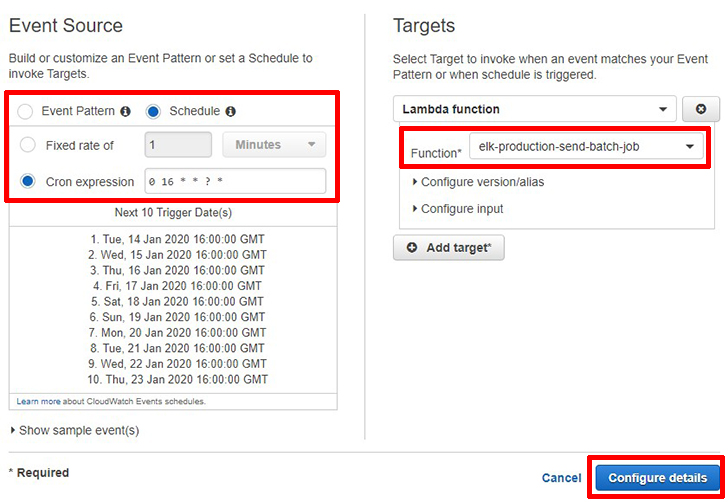 Event Source
Build or customize an Event Pattern or set a Schedule to
invoke Targets.
Event Pattern Schedule
Fixed rate of 1 Minutes
Cron expression 0 16 * * ? *
Next 10 Trigger Date(s)
1. Tue, 14 Jan 2020 16:00:00 GMT
2. Wed, 15 Jan 2020 16:00:00 GMT
3. Thu, 16 Jan 2020 16:00:00 GMT
4. Fri, 17 Jan 2020 16:00:00 GMT
5. Sat, 18 Jan 2020 16:00:00 GMT
6. Sun, 19 Jan 2020 16:00:00 GMT
7. Mon, 20 Jan 2020 16:00:00 GMT
8. Tue, 21 Jan 2020 16:00:00 GMT
9. Wed, 22 Jan 2020 16:00:00 GMT
10. Thu, 23 Jan 2020 16:00:00 GMT
Learn more about CloudWatch Events schedules.
Show sample event(s)
Targets
Select Target to invoke when an event matches your Event
Pattern or when schedule is triggered.
Lambda function
Function* elk-production-send-batch-job
Configure version/alias
Configure input
Add target*
* Required
Cancel Configure details